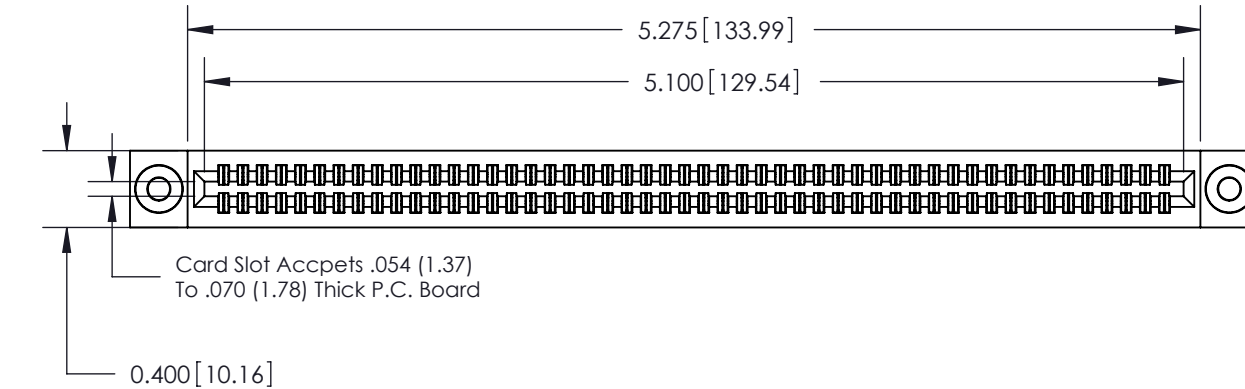 5.275[133.99]
5.100[129.54]
Card Slot Accpets .054 (1.37)
To .070 (1.78) Thick P.C. Board
0.400[10.16]